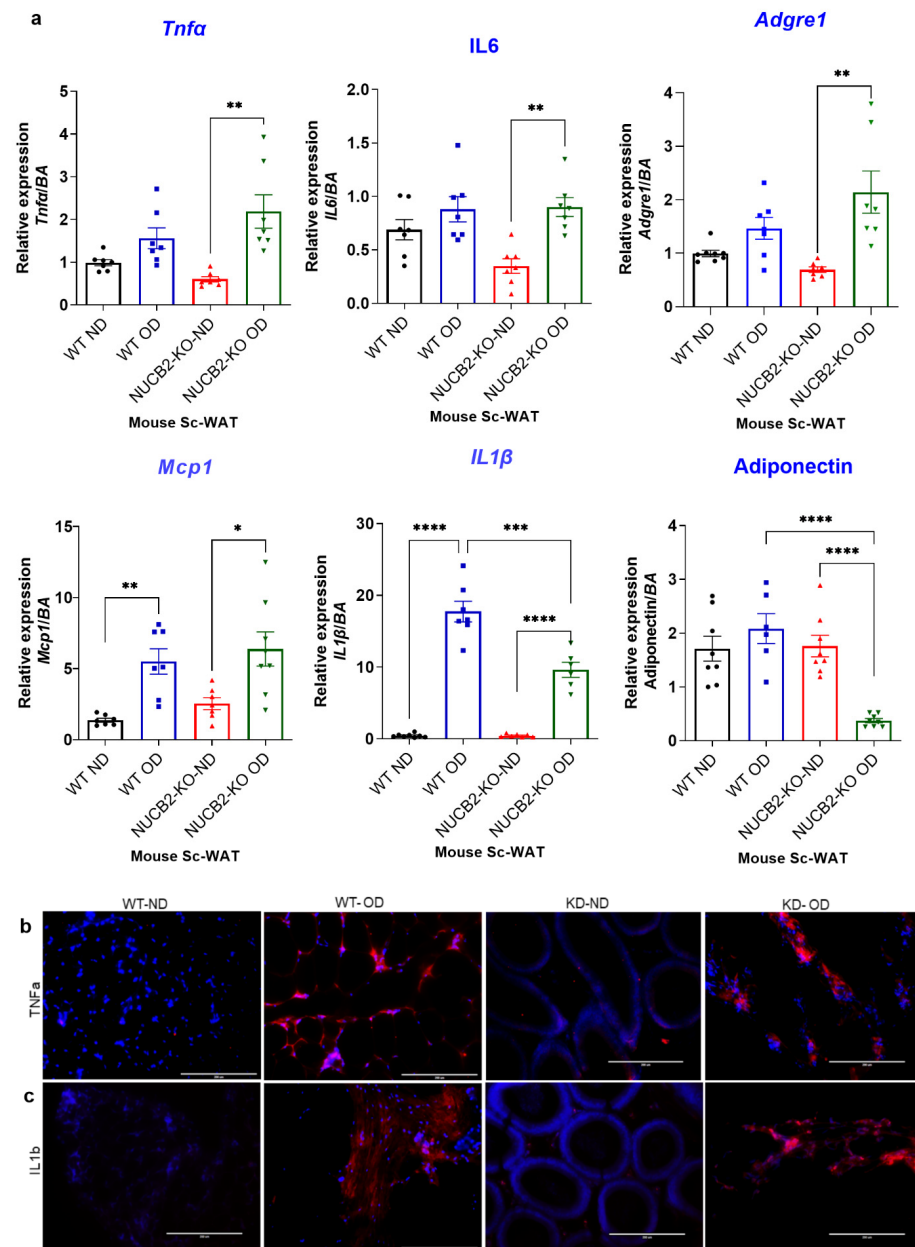 a
Tnfα
IL6
Adgre1
Relative expression
Tnfα/BA
5
4
3
2
1
0
**
WT ND
WT OD
NUCB2-KO-ND
NUCB2-KO OD
Mouse Sc-WAT
Relative expression
IL6/BA
2.0
1.5
1.0
0.5
0.0
**
WT ND
WT OD
NUCB2-KO-ND
NUCB2-KO OD
Mouse Sc-WAT
Relative expression
Adgre1/BA
4
3
2
1
0
**
WT ND
WT OD
NUCB2-KO-ND
NUCB2-KO OD
Mouse Sc-WAT
Mcp1
IL1β
Adiponectin
Relative expression
Mcp1/BA
15
10
5
0
**
*
WT ND
WT OD
NUCB2-KO-ND
NUCB2-KO OD
Mouse Sc-WAT
Relative expression
IL1β/BA
30
20
10
0
****
***
****
WT ND
WT OD
NUCB2-KO-ND
NUCB2-KO OD
Mouse Sc-WAT
Relative expression
Adiponectin/BA
4
3
2
1
0
****
****
WT ND
WT OD
NUCB2-KO-ND
NUCB2-KO OD
Mouse Sc-WAT
WT-ND
WT- OD
KD-ND
KD- OD
b
TNFa
c
IL1b